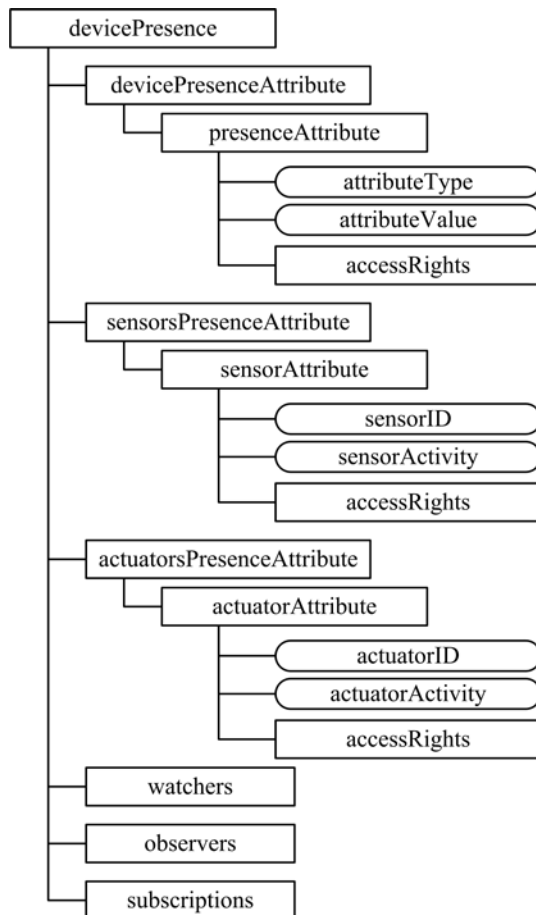 devicePresence
devicePresenceAttribute
presenceAttribute
attributeType
attributeValue
accessRights
sensorsPresenceAttribute
sensorAttribute
sensorID
sensorActivity
accessRights
actuatorsPresenceAttribute
actuatorAttribute
actuatorID
actuatorActivity
accessRights
watchers
observers
subscriptions